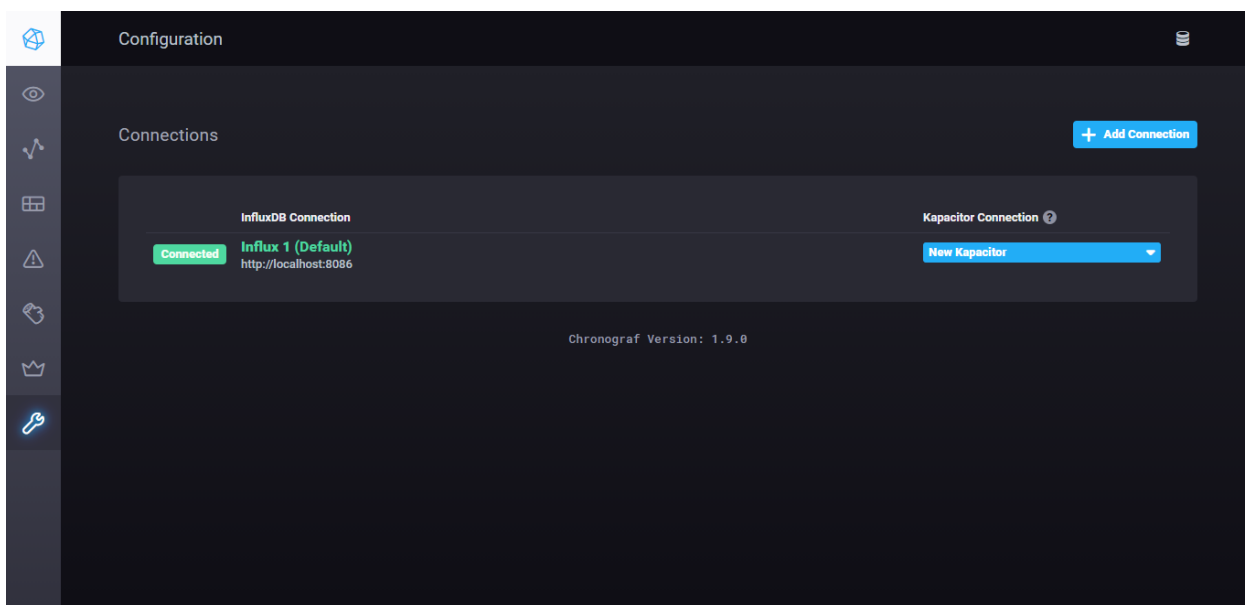 Configuration
Connections
+ Add Connection
InfluxDB Connection
Kapacitor Connection ?
Connected
Influx 1 (Default)
http://localhost:8086
New Kapacitor
Chronograf Version: 1.9.0